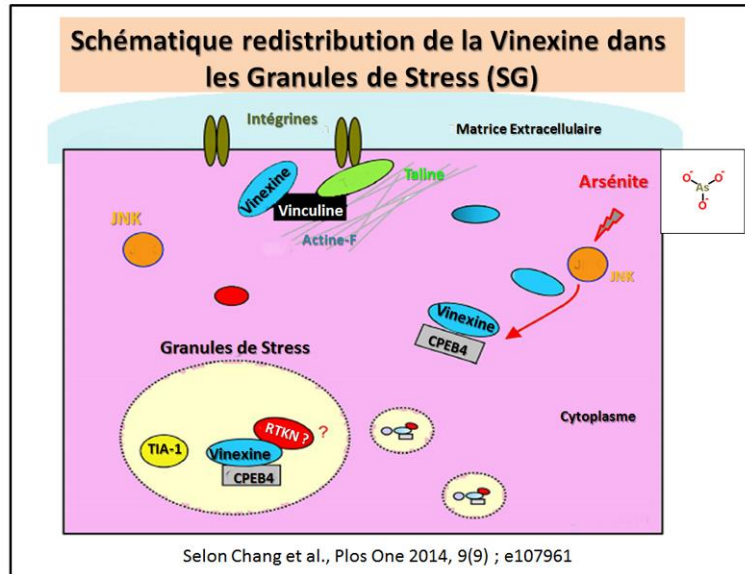 Schématique redistribution de la Vinexine dans
les Granules de Stress (SG)
Intégrines
Matrice Extracellulaire
Vinexine
Taline
Vinculine
Actine-F
JNK
Arsénite
O⁻ As O⁻
O⁻
JNK
Vinexine
CPEB4
Granules de Stress
RTKN ? ?
TIA-1
Vinexine
CPEB4
Cytoplasme
Selon Chang et al., Plos One 2014, 9(9) ; e107961